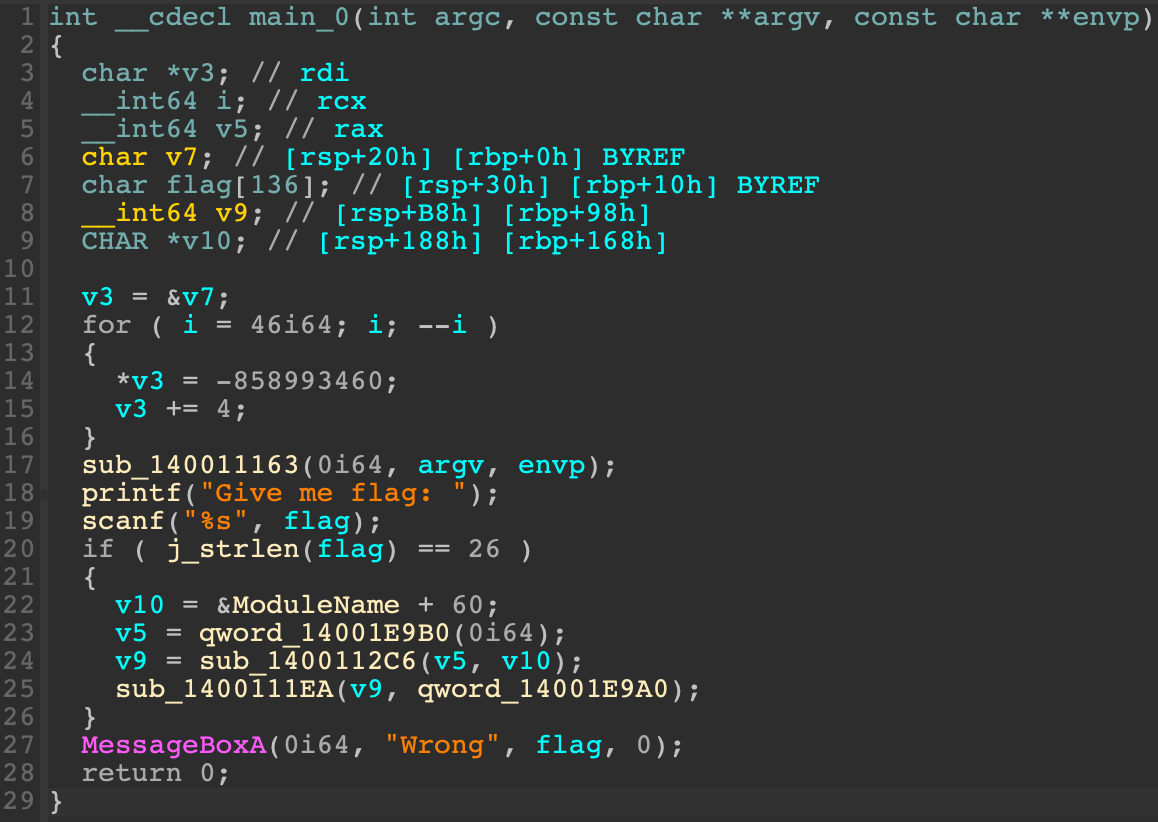 1 int __cdecl main_0(int argc, const char **argv, const char **envp)
2 {
3   char *v3; // rdi
4   __int64 i; // rcx
5   __int64 v5; // rax
6   char v7; // [rsp+20h] [rbp+0h] BYREF
7   char flag[136]; // [rsp+30h] [rbp+10h] BYREF
8   __int64 v9; // [rsp+B8h] [rbp+98h]
9   CHAR *v10; // [rsp+188h] [rbp+168h]
10
11   v3 = &v7;
12   for ( i = 46i64; i; --i )
13   {
14     *v3 = -858993460;
15     v3 += 4;
16   }
17   sub_140011163(0i64, argv, envp);
18   printf("Give me flag: ");
19   scanf("%s", flag);
20   if ( j_strlen(flag) == 26 )
21   {
22     v10 = &ModuleName + 60;
23     v5 = qword_14001E9B0(0i64);
24     v9 = sub_1400112C6(v5, v10);
25     sub_1400111EA(v9, qword_14001E9A0);
26   }
27   MessageBoxA(0i64, "Wrong", flag, 0);
28   return 0;
29 }